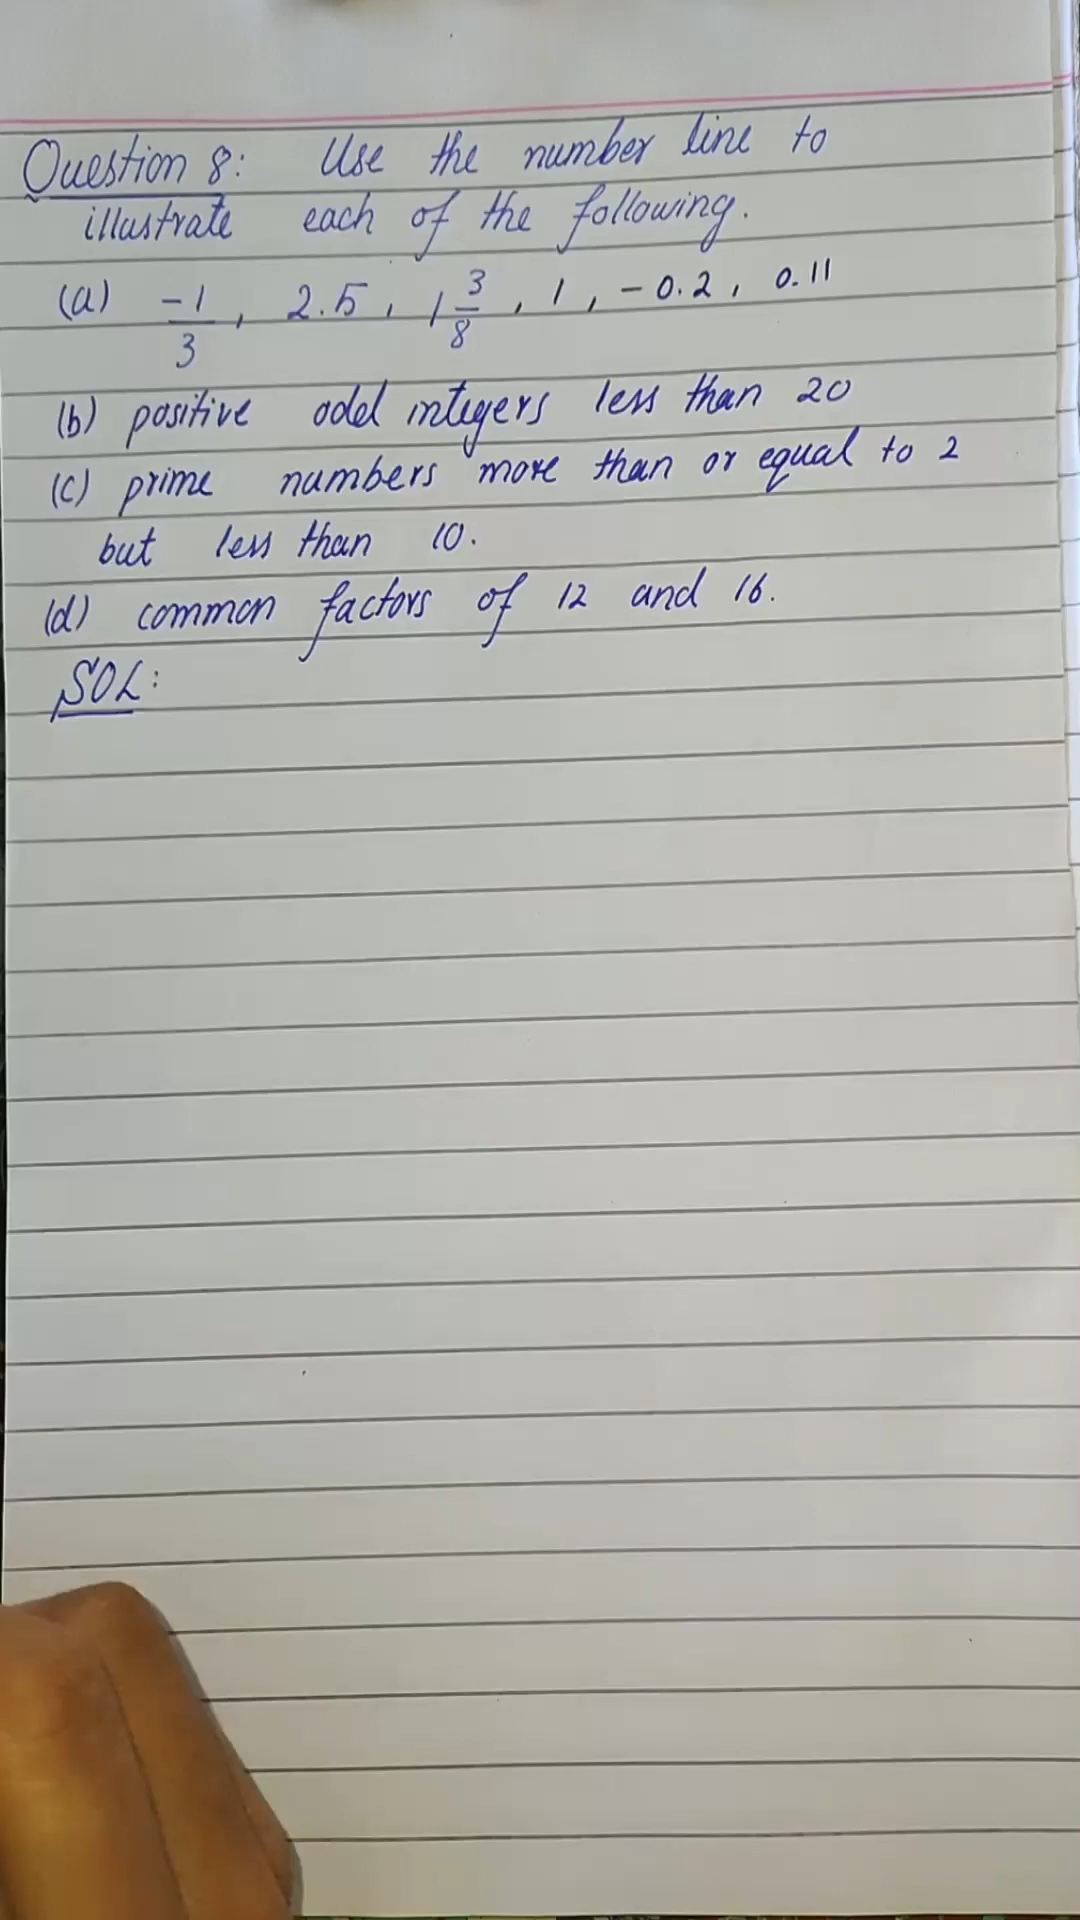 Question 8: Use the number line to
illustrate each of the following.
(a) -1/3, 2.5, 1 3/8, 1, -0.2, 0.11
(b) positive odd integers less than 20
(c) prime numbers more than or equal to 2
but less than 10.
(d) common factors of 12 and 16.
SOL: